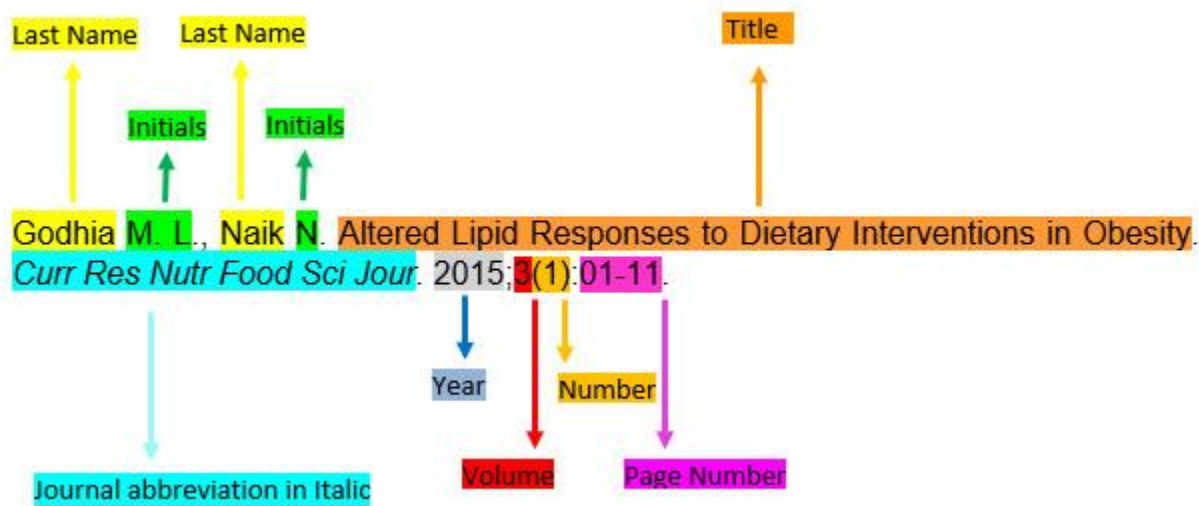 Last Name Last Name Title
Initials Initials
Godhia M. L., Naik N. Altered Lipid Responses to Dietary Interventions in Obesity.
Curr Res Nutr Food Sci Jour. 2015;3(1):01-11.
Year Number
Volume Page Number
Journal abbreviation in Italic